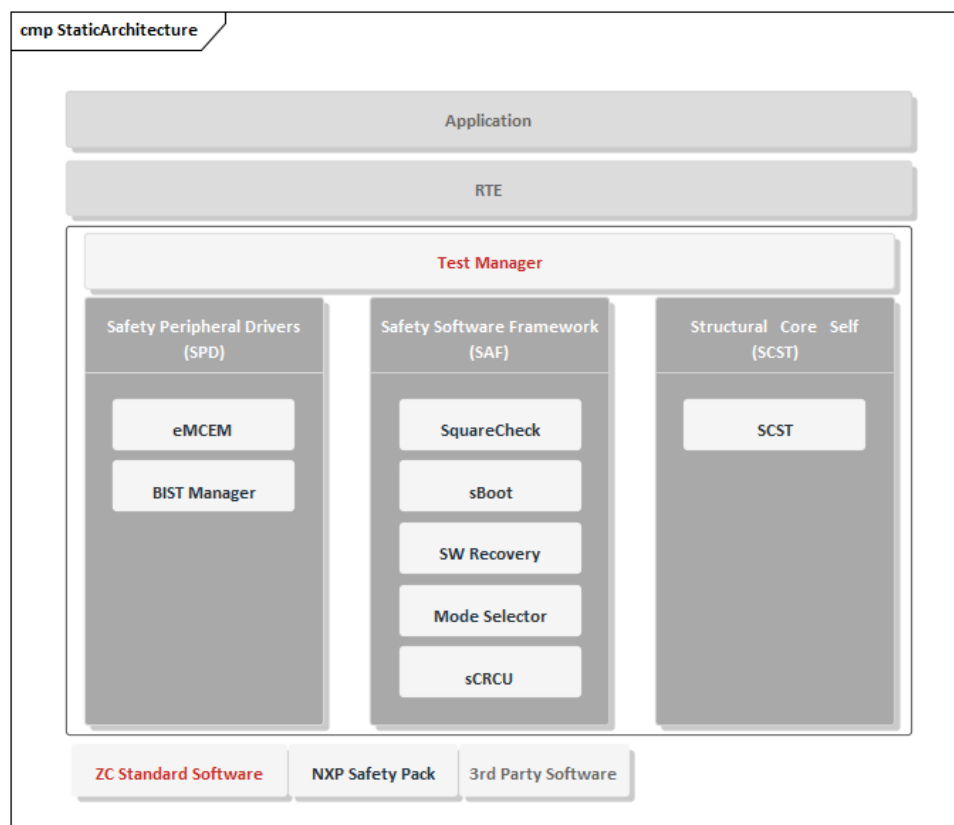 cmp StaticArchitecture
Application
RTE
Test Manager
Safety Peripheral Drivers
(SPD)
Safety Software Framework
(SAF)
Structural Core Self
(SCST)
eMCEM
BIST Manager
SquareCheck
sBoot
SW Recovery
Mode Selector
sCRCU
SCST
ZC Standard Software
NXP Safety Pack
3rd Party Software